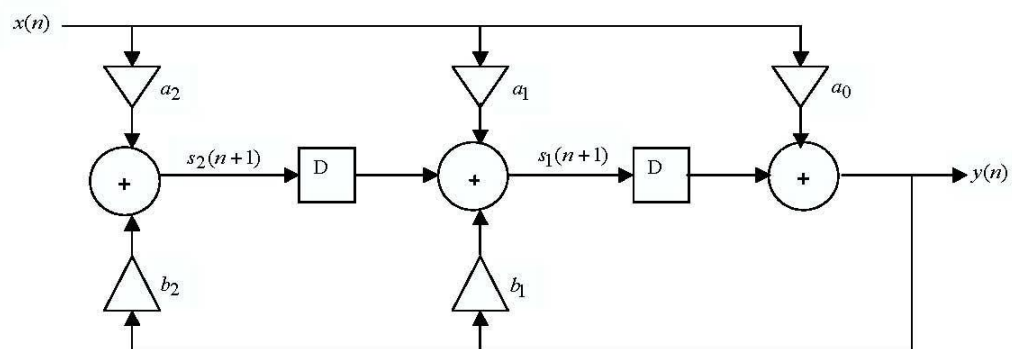 x(n)
a₂
a₁
a₀
s₂(n+1)
D
s₁(n+1)
D
y(n)
+
+
+
b₂
b₁